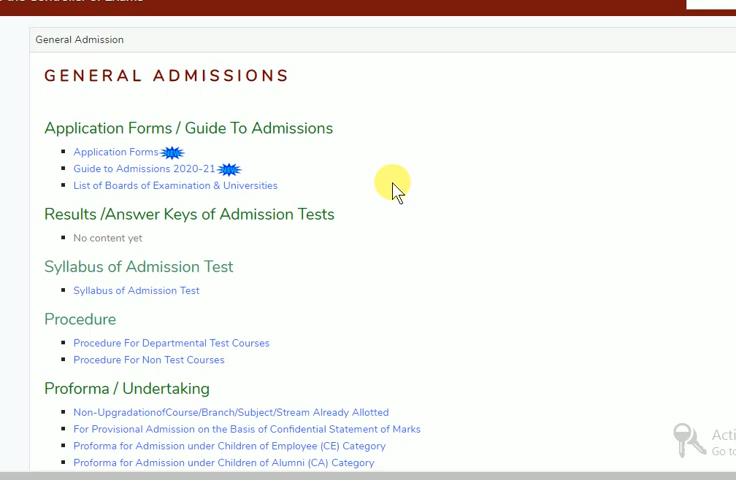 General Admission
GENERAL ADMISSIONS
Application Forms / Guide To Admissions
Application Forms
Guide to Admissions 2020-21
List of Boards of Examination & Universities
Results /Answer Keys of Admission Tests
No content yet
Syllabus of Admission Test
Syllabus of Admission Test
Procedure
Procedure For Departmental Test Courses
Procedure For Non Test Courses
Proforma / Undertaking
Non-UpgradationofCourse/Branch/Subject/Stream Already Allotted
For Provisional Admission on the Basis of Confidential Statement of Marks
Proforma for Admission under Children of Employee (CE) Category
Proforma for Admission under Children of Alumni (CA) Category
Go to